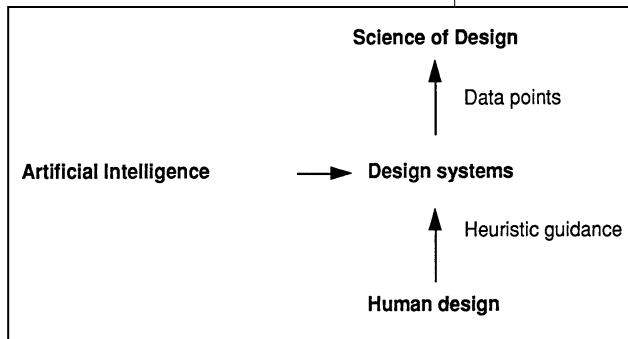 Science of Design
Data points
Artificial Intelligence
Design systems
Heuristic guidance
Human design